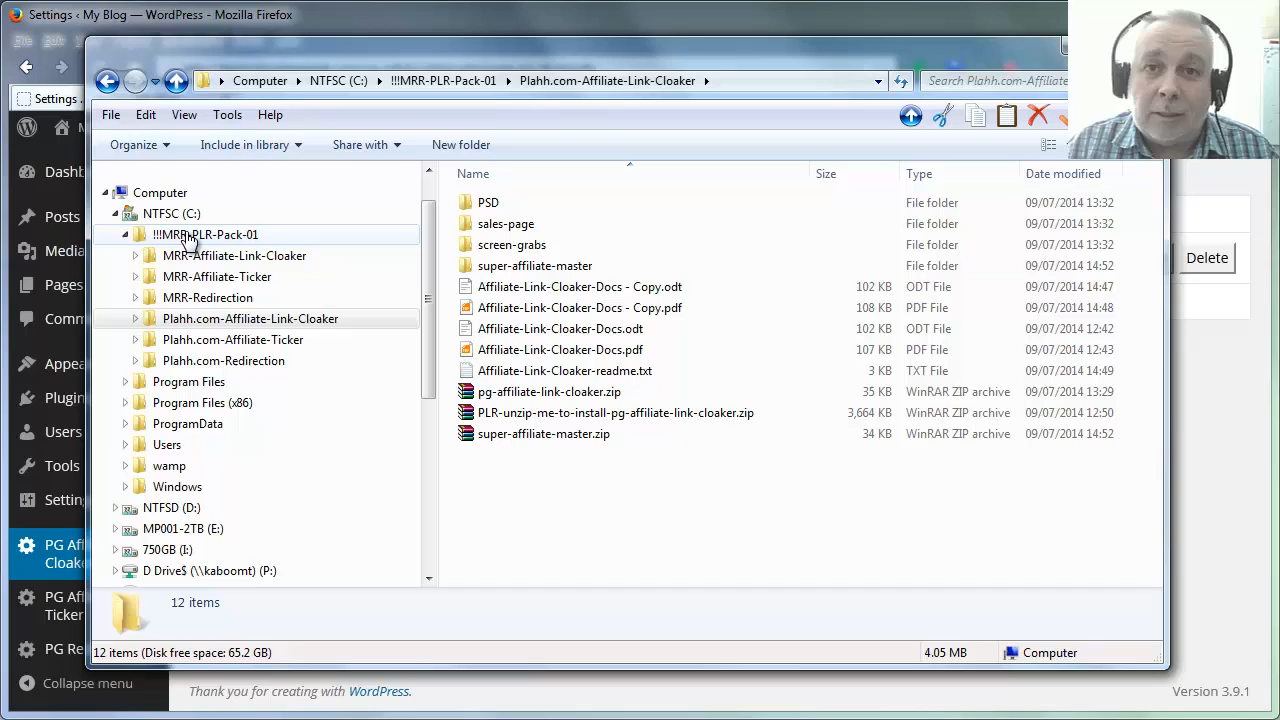 Settings ‹ My Blog — WordPress - Mozilla Firefox
File Edit
Computer NTFSC (C:) !!!MRR-PLR-Pack-01 Plahh.com-Affiliate-Link-Cloaker
Search Plahh.com-Affiliate
Settings
File Edit View Tools Help
Organize Include in library Share with New folder
Dashb
Posts
Media
Pages
Comm
Appea
Plugin
Users
Tools
Settin
PG Aff
Cloake
PG Aff
Ticker
PG Re
Collapse menu
Computer
NTFSC (C:)
!!!MRR-PLR-Pack-01
MRR-Affiliate-Link-Cloaker
MRR-Affiliate-Ticker
MRR-Redirection
Plahh.com-Affiliate-Link-Cloaker
Plahh.com-Affiliate-Ticker
Plahh.com-Redirection
Program Files
Program Files (x86)
ProgramData
Users
wamp
Windows
NTFSD (D:)
MP001-2TB (E:)
750GB (I:)
D Drive$ (\\kaboomt) (P:)
Name Size Type Date modified
PSD File folder 09/07/2014 13:32
sales-page File folder 09/07/2014 13:32
screen-grabs File folder 09/07/2014 13:32
super-affiliate-master File folder 09/07/2014 14:52
Affiliate-Link-Cloaker-Docs - Copy.odt 102 KB ODT File 09/07/2014 14:47
Affiliate-Link-Cloaker-Docs - Copy.pdf 108 KB PDF File 09/07/2014 14:48
Affiliate-Link-Cloaker-Docs.odt 102 KB ODT File 09/07/2014 12:42
Affiliate-Link-Cloaker-Docs.pdf 107 KB PDF File 09/07/2014 12:43
Affiliate-Link-Cloaker-readme.txt 3 KB TXT File 09/07/2014 14:49
pg-affiliate-link-cloaker.zip 35 KB WinRAR ZIP archive 09/07/2014 13:29
PLR-unzip-me-to-install-pg-affiliate-link-cloaker.zip 3,664 KB WinRAR ZIP archive 09/07/2014 12:50
super-affiliate-master.zip 34 KB WinRAR ZIP archive 09/07/2014 14:52
Delete
12 items
12 items (Disk free space: 65.2 GB) 4.05 MB Computer
Thank you for creating with WordPress. Version 3.9.1